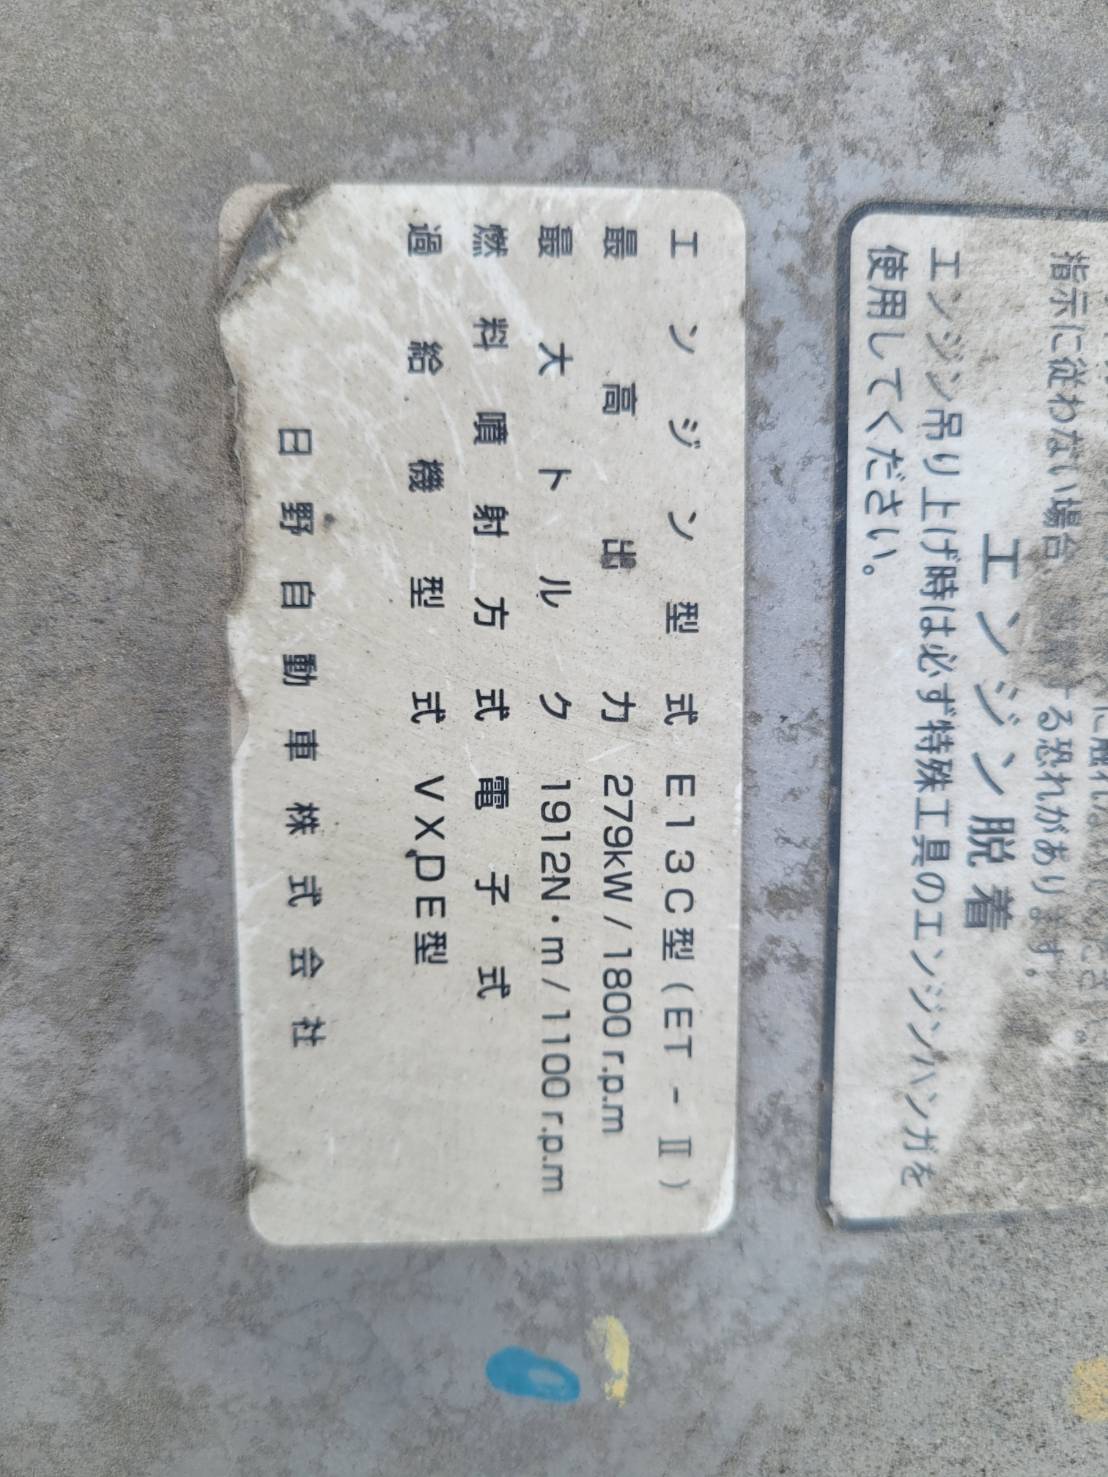 指示に従わない場合
する恐れがあります。
エンジン脱着
エンジン吊り上げ時は必ず特殊工具のエンジンハンガを
使用してください。
エンジン型式 E13C型(ET-Ⅱ)
最高出力 279kW/1800r.p.m
最大トルク 1912N・m/1100r.p.m
燃料噴射方式 電子式
過給機型式 VXDE型
日野自動車株式会社